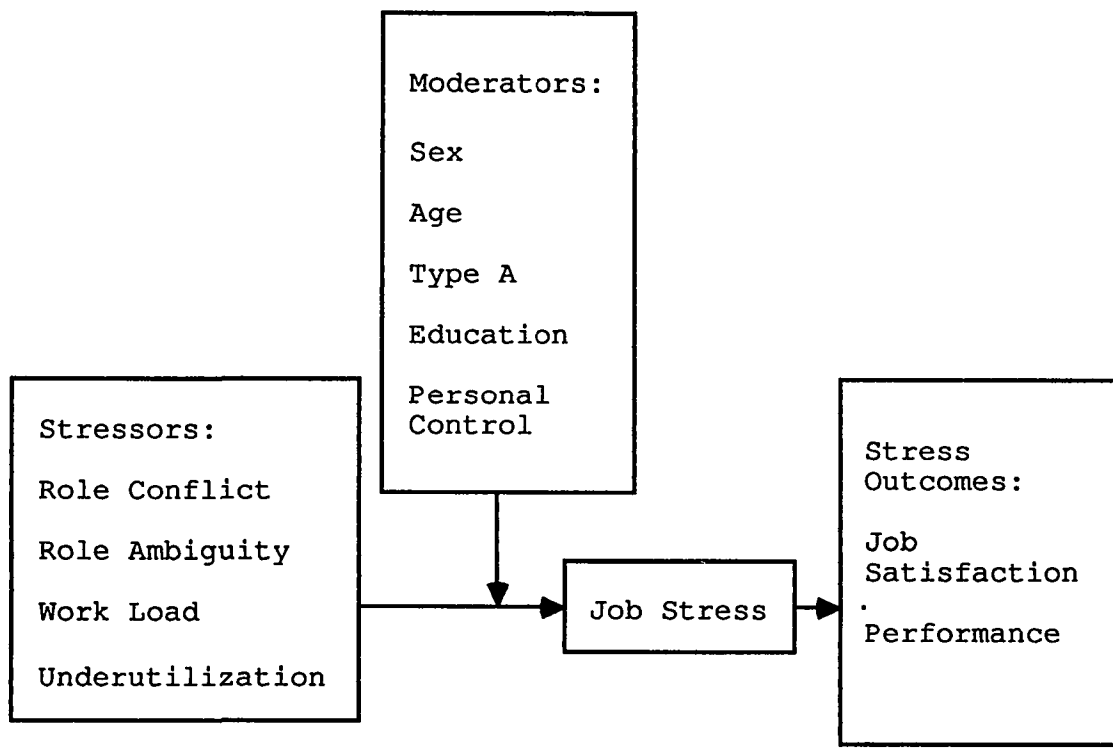 Moderators:
Sex
Age
Type A
Education
Personal
Control
Stressors:
Role Conflict
Role Ambiguity
Work Load
Underutilization
Job Stress
Stress
Outcomes:
Job
Satisfaction
Performance